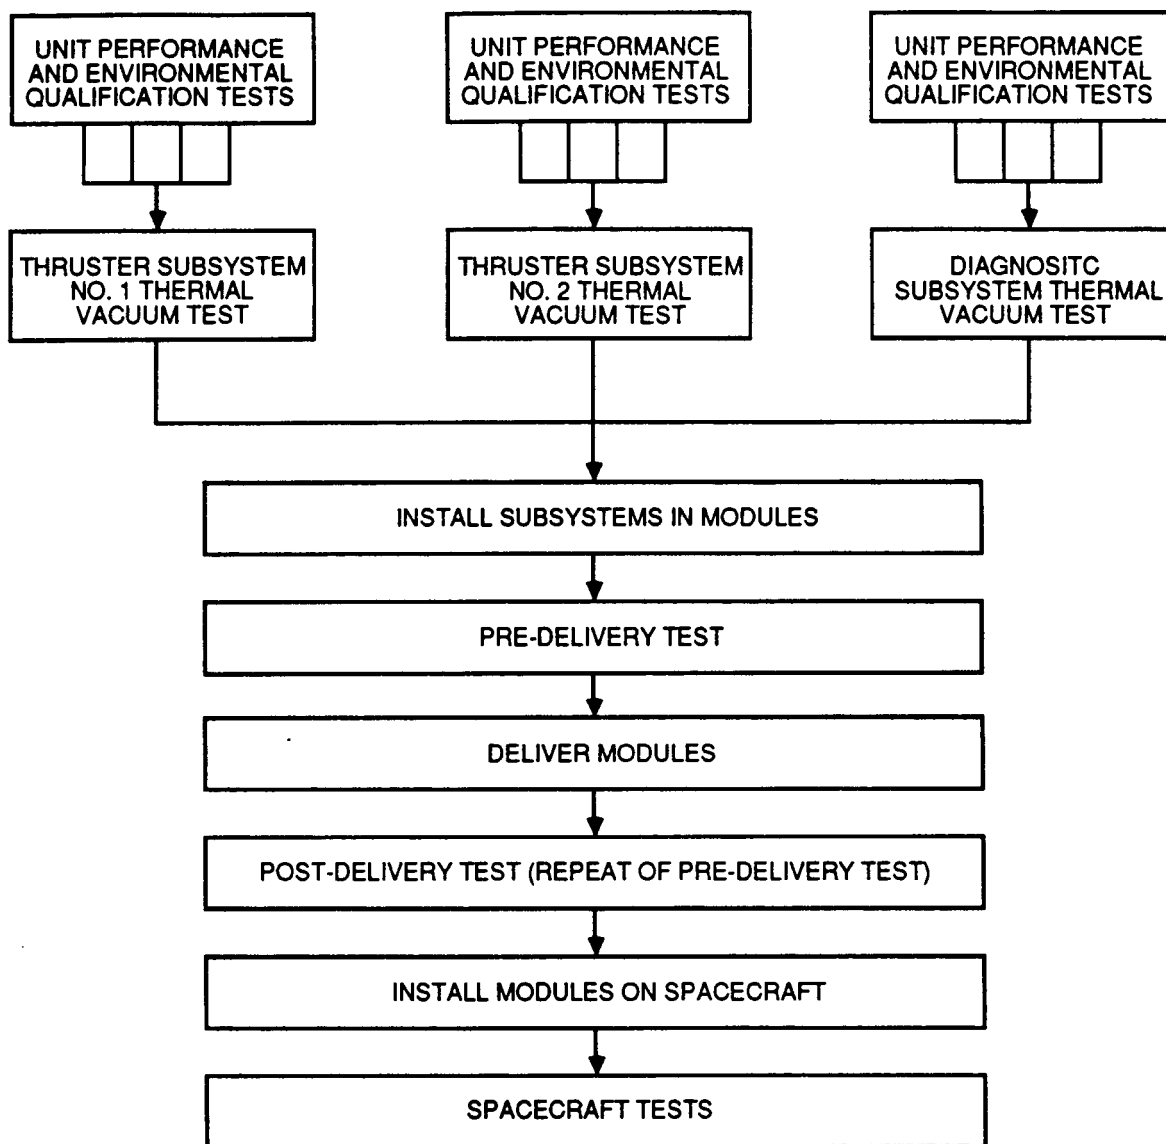 UNIT PERFORMANCE
AND ENVIRONMENTAL
QUALIFICATION TESTS
UNIT PERFORMANCE
AND ENVIRONMENTAL
QUALIFICATION TESTS
UNIT PERFORMANCE
AND ENVIRONMENTAL
QUALIFICATION TESTS
THRUSTER SUBSYSTEM
NO. 1 THERMAL
VACUUM TEST
THRUSTER SUBSYSTEM
NO. 2 THERMAL
VACUUM TEST
DIAGNOSITC
SUBSYSTEM THERMAL
VACUUM TEST
INSTALL SUBSYSTEMS IN MODULES
PRE-DELIVERY TEST
DELIVER MODULES
POST-DELIVERY TEST (REPEAT OF PRE-DELIVERY TEST)
INSTALL MODULES ON SPACECRAFT
SPACECRAFT TESTS